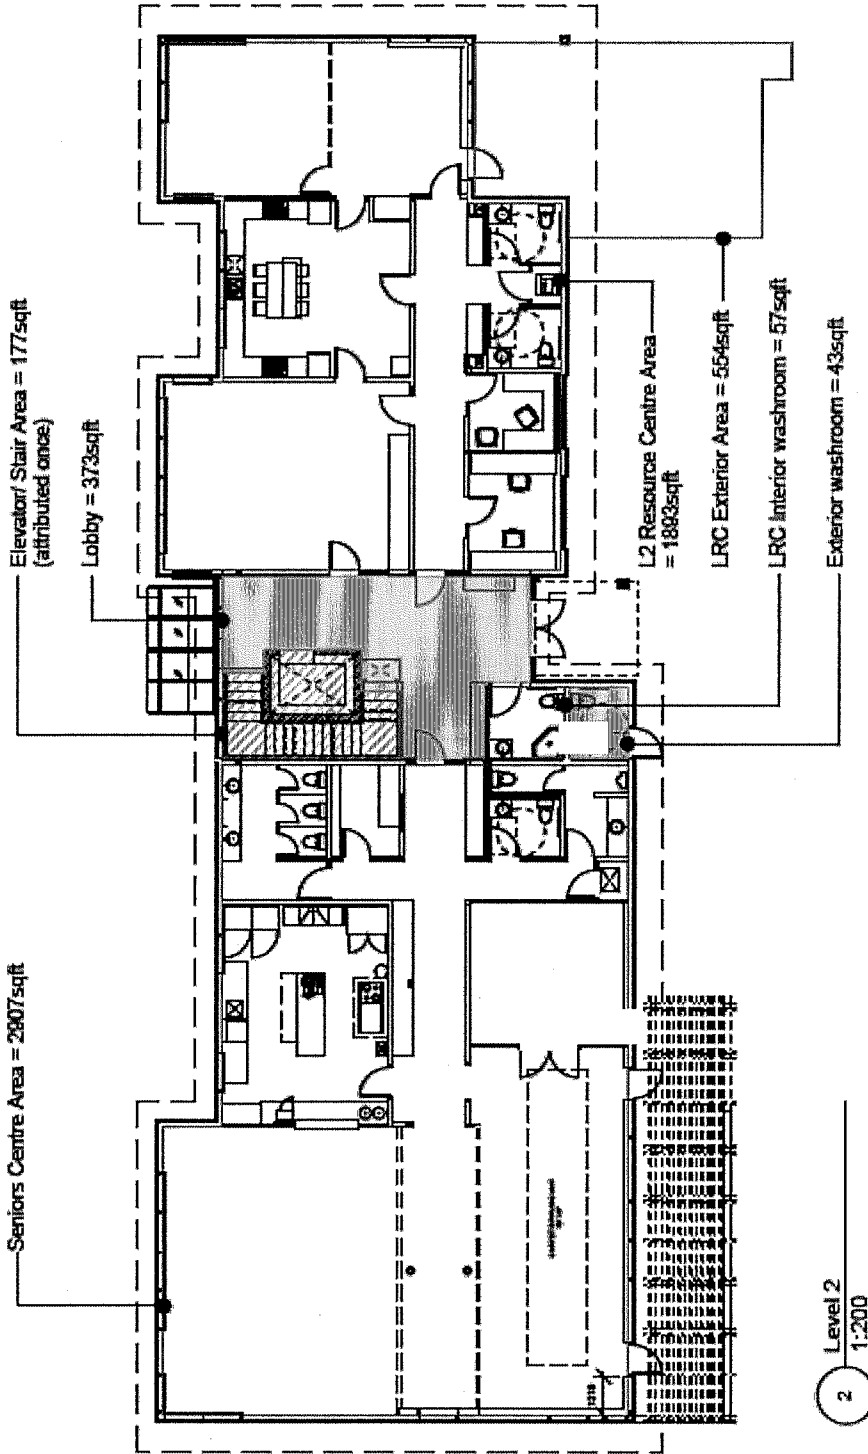 Seniors Centre Area = 2907sqft
Elevator/ Stair Area = 177sqft
(attributed once)
Lobby = 373sqft
L2 Resource Centre Area
= 1893sqft
LRC Exterior Area = 554sqft
LRC Interior washroom = 57sqft
Exterior washroom = 43sqft
1218
2
Level 2
1:200